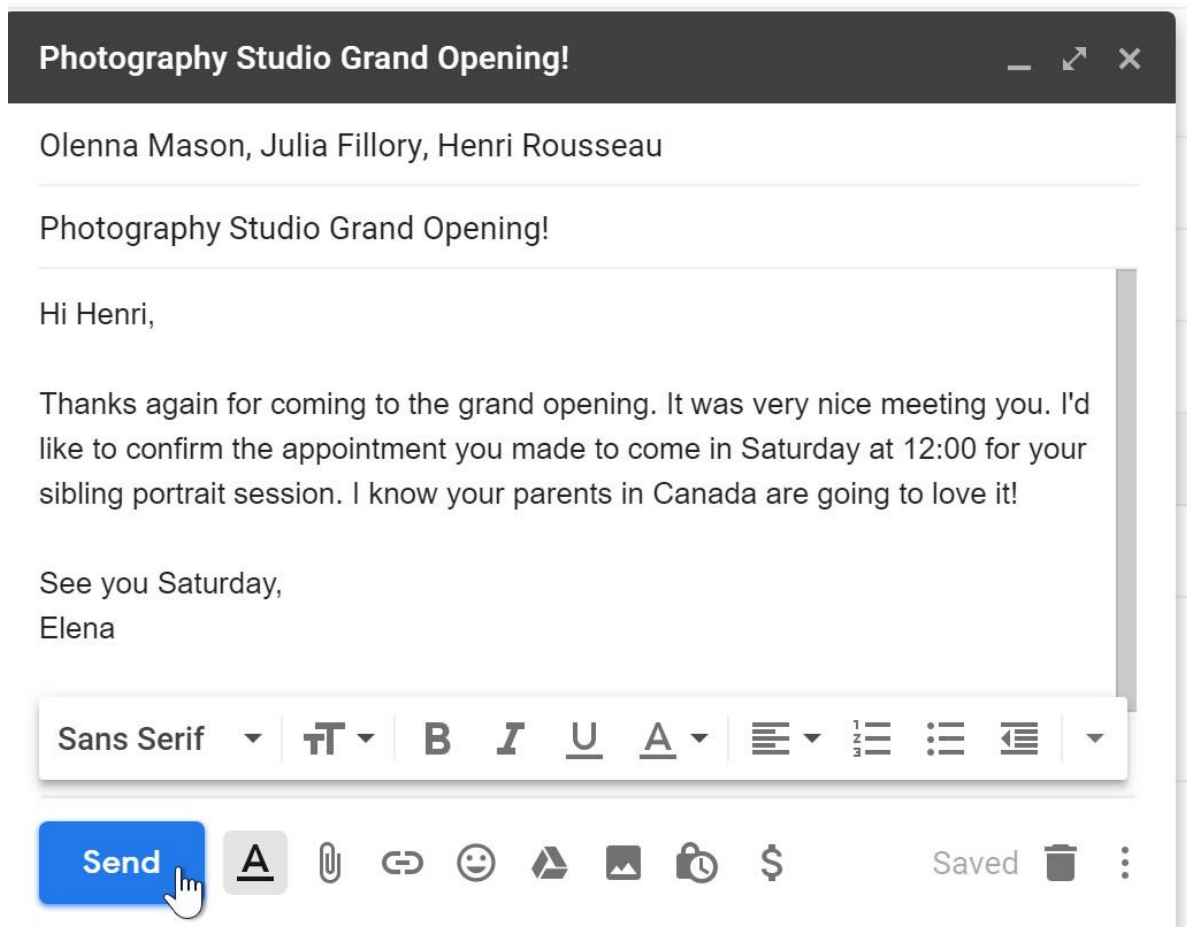 Photography Studio Grand Opening!
Olenna Mason, Julia Fillory, Henri Rousseau
Photography Studio Grand Opening!
Hi Henri,
Thanks again for coming to the grand opening. It was very nice meeting you. I'd
like to confirm the appointment you made to come in Saturday at 12:00 for your
sibling portrait session. I know your parents in Canada are going to love it!
See you Saturday,
Elena
Sans Serif
Send
Saved